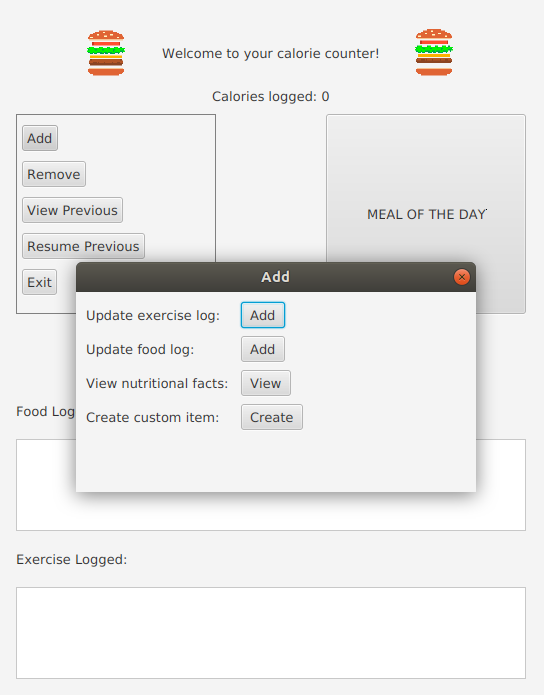 Welcome to your calorie counter!
Calories logged: 0
Add
Remove
View Previous
Resume Previous
Exit
MEAL OF THE DAY
Add
Update exercise log: Add
Update food log: Add
View nutritional facts: View
Create custom item: Create
Food Log
Exercise Logged: